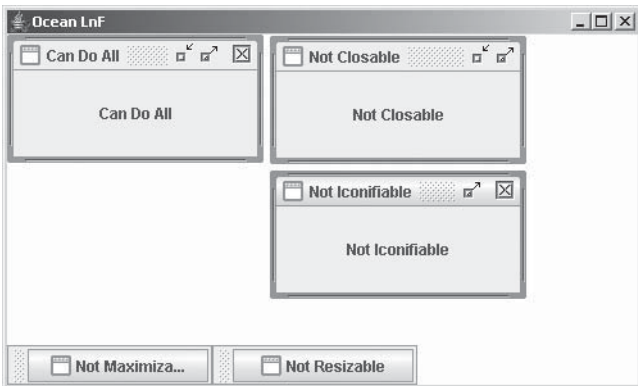 Ocean LnF
Can Do All
Can Do All
Not Closable
Not Closable
Not Iconifiable
Not Iconifiable
Not Maximiza...
Not Resizable